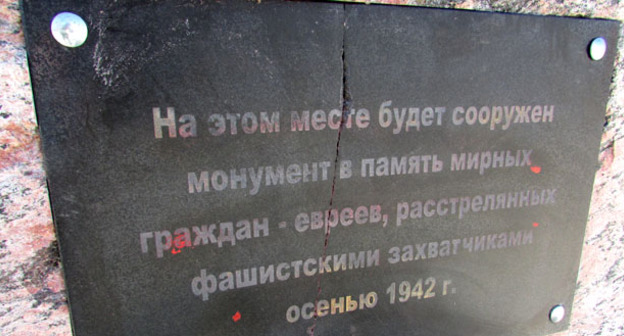 На этом месте будет сооружен
монумент в память мирных
граждан - евреев, расстрелянных
фашистскими захватчиками
осенью 1942 г.